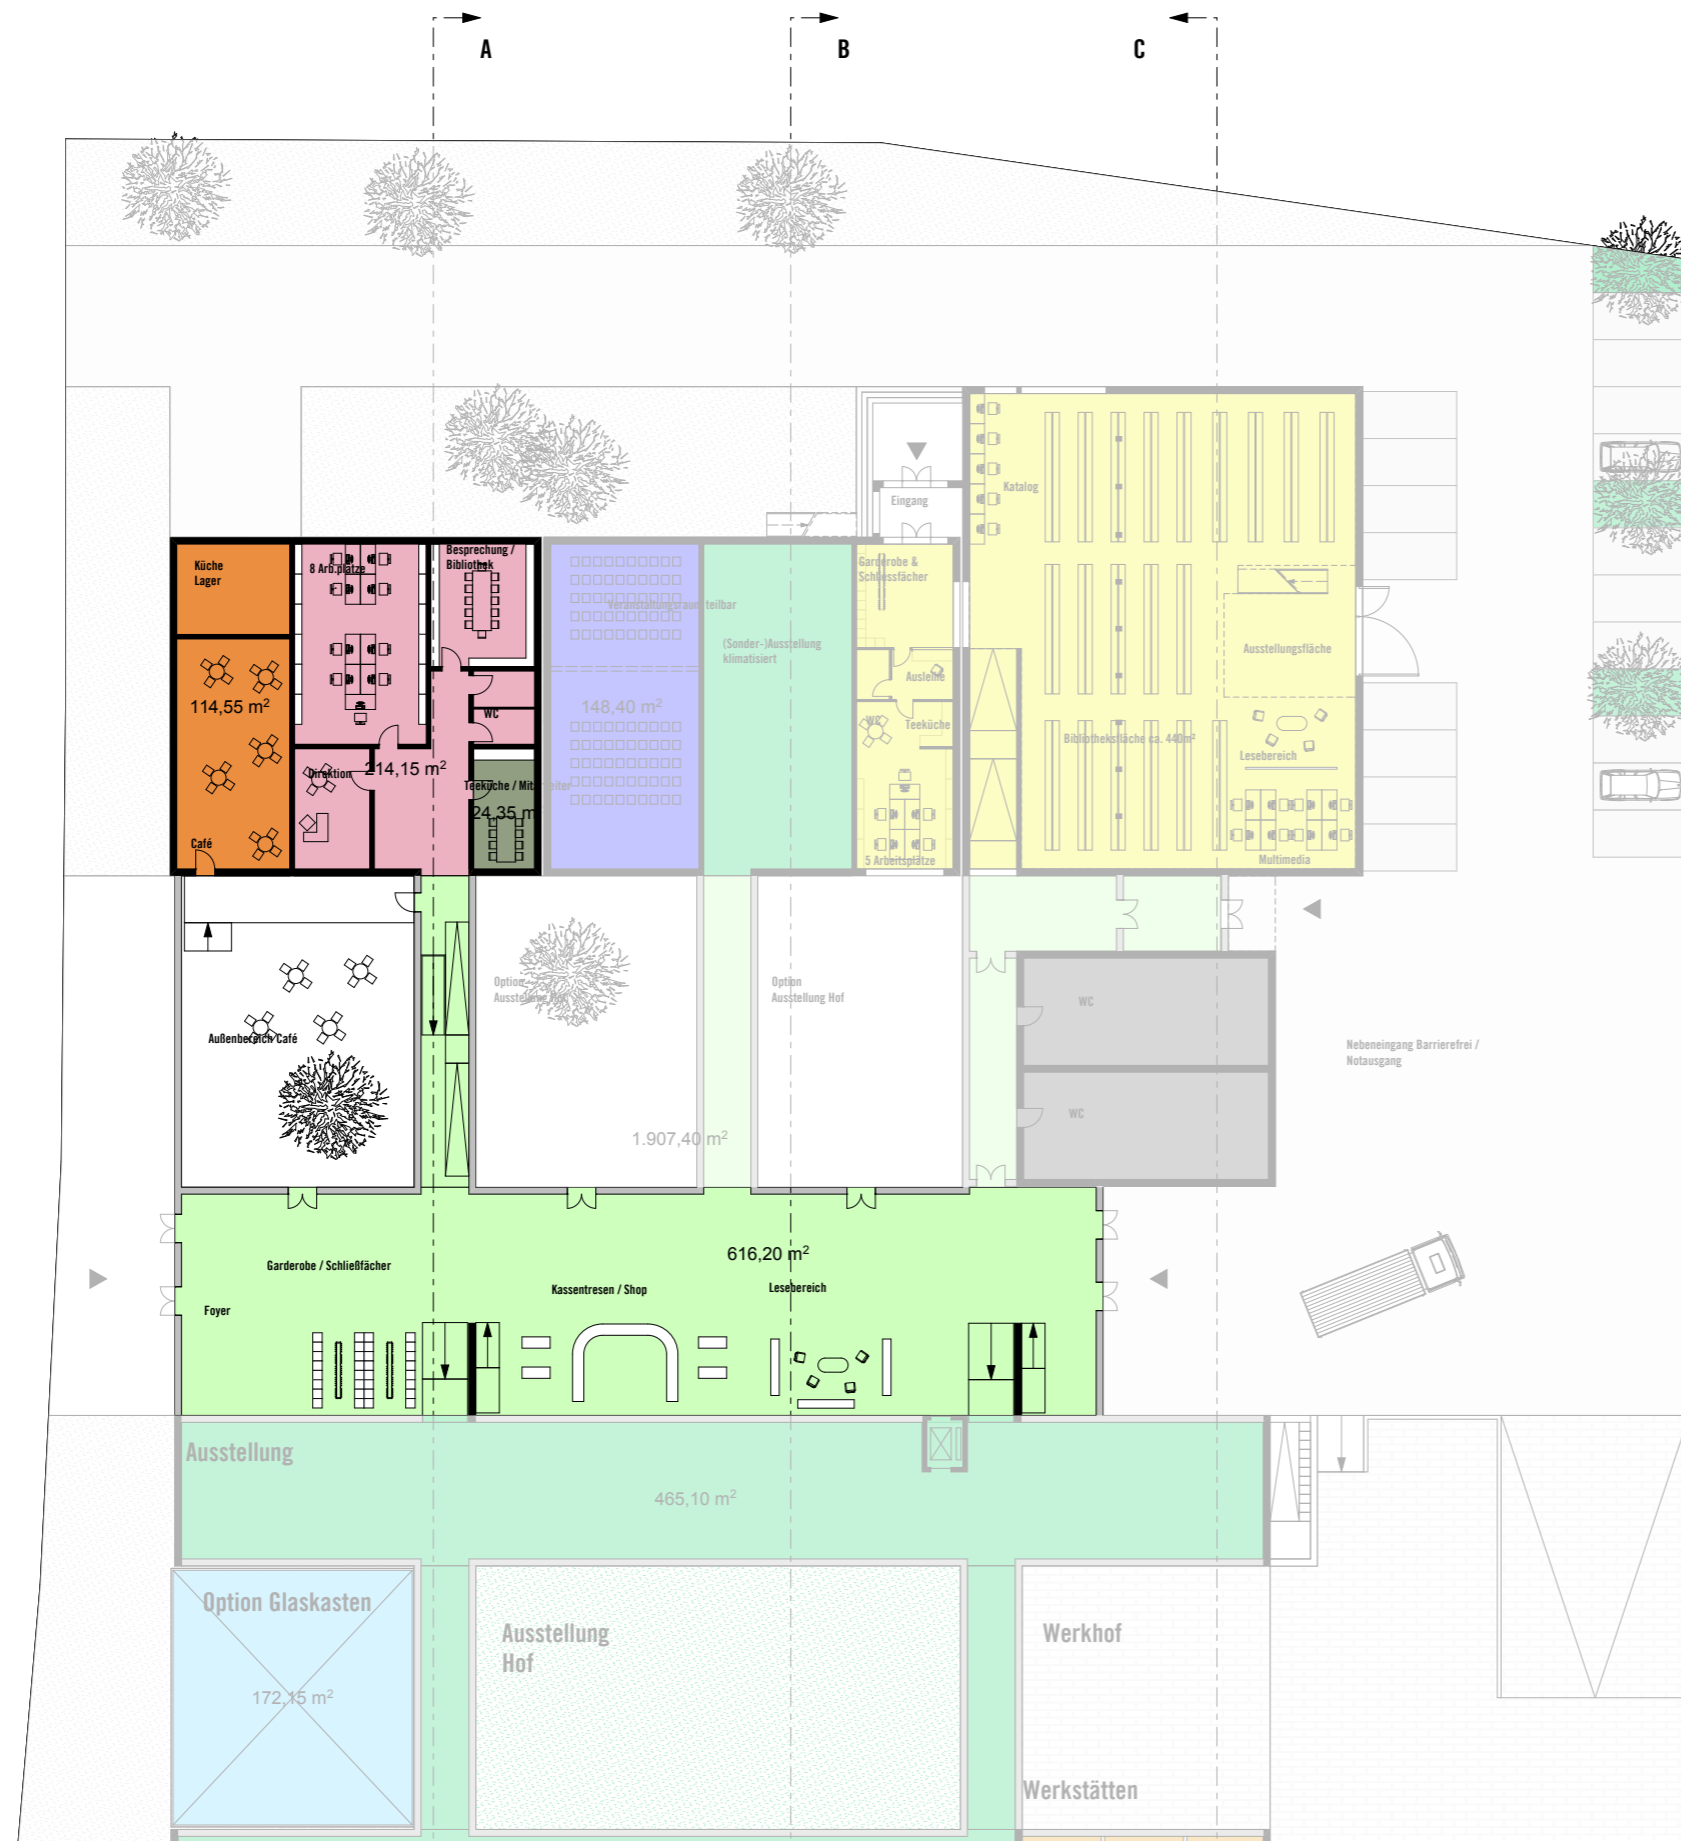 A
B
C
Katalog
Eingang
Küche
Lager
8 Arb.plätze
Besprechung /
Bibliothek
Garderobe &
Schliessfächer
Veranstaltungsraum teilbar
(Sonder-)Ausstellung
klimatisiert
Ausstellungsfläche
Ausleihe
114,55 m²
148,40 m²
WC
WC
Teeküche
Bibliotheksfläche ca. 440m²
Lesebereich
Direktion
214,15 m²
Teeküche / Mitarbeiter
24,35 m
Café
5 Arbeitsplätze
Multimedia
Option
Ausstellung Hof
Option
Ausstellung Hof
WC
Außenbereich Café
Nebeneingang Barrierefrei /
Notausgang
WC
1.907,40 m²
616,20 m²
Garderobe / Schließfächer
Kassentresen / Shop
Lesebereich
Foyer
Ausstellung
465,10 m²
Option Glaskasten
Ausstellung
Hof
Werkhof
172,15 m²
Werkstätten